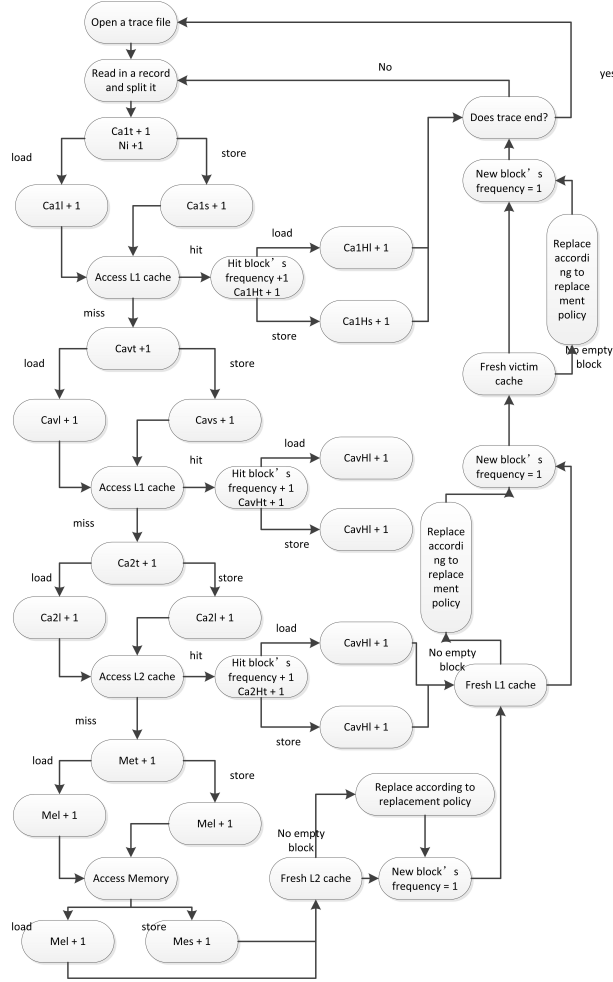 Open a trace file
Read in a record
and split it
No
yes
Does trace end?
Ca1t + 1
Ni +1
load
store
New block's
frequency = 1
Ca1l + 1
Ca1s + 1
Replace
accordi
ng to
replace
ment
policy
Access L1 cache
hit
Hit block's
frequency +1
Ca1Ht + 1
load
Ca1Hl + 1
store
Ca1Hs + 1
miss
Cavt +1
load
store
No empty
block
Fresh victim
cache
Cavl + 1
Cavs + 1
Access L1 cache
hit
Hit block's
frequency + 1
CavHt + 1
load
CavHl + 1
store
CavHl + 1
New block's
frequency = 1
miss
Replace
accordi
ng to
replace
ment
policy
Ca2t + 1
load
store
Ca2l + 1
Ca2l + 1
Access L2 cache
hit
Hit block's
frequency + 1
Ca2Ht + 1
load
CavHl + 1
store
CavHl + 1
No empty
block
Fresh L1 cache
miss
Met + 1
load
store
Mel + 1
Mel + 1
Replace according to
replacement policy
No empty
block
Access Memory
Fresh L2 cache
New block's
frequency = 1
load
Mel + 1
store
Mes + 1